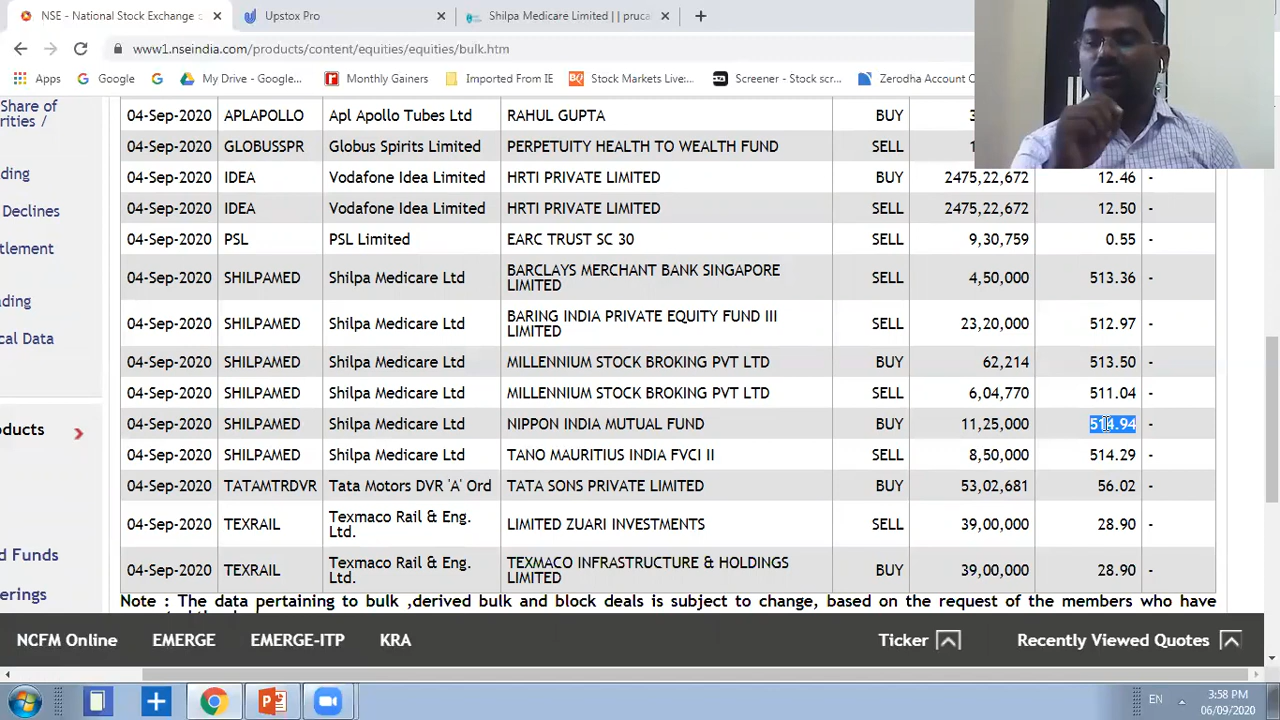 NSE - National Stock Exchange
Upstox Pro
Shilpa Medicare Limited | | pruca
www1.nseindia.com/products/content/equities/equities/bulk.htm
Apps Google My Drive - Google... Monthly Gainers Imported From IE Stock Markets Live:... Screener - Stock scr... Zerodha Account O
Share of
rities /
ding
Declines
tlement
ding
cal Data
oducts
d Funds
erings
04-Sep-2020 APLAPOLLO Apl Apollo Tubes Ltd RAHUL GUPTA BUY
04-Sep-2020 GLOBUSSPR Globus Spirits Limited PERPETUITY HEALTH TO WEALTH FUND SELL
04-Sep-2020 IDEA Vodafone Idea Limited HRTI PRIVATE LIMITED BUY 2475,22,672 12.46 -
04-Sep-2020 IDEA Vodafone Idea Limited HRTI PRIVATE LIMITED SELL 2475,22,672 12.50 -
04-Sep-2020 PSL PSL Limited EARC TRUST SC 30 SELL 9,30,759 0.55 -
04-Sep-2020 SHILPAMED Shilpa Medicare Ltd BARCLAYS MERCHANT BANK SINGAPORE LIMITED SELL 4,50,000 513.36 -
04-Sep-2020 SHILPAMED Shilpa Medicare Ltd BARING INDIA PRIVATE EQUITY FUND III LIMITED SELL 23,20,000 512.97 -
04-Sep-2020 SHILPAMED Shilpa Medicare Ltd MILLENNIUM STOCK BROKING PVT LTD BUY 62,214 513.50 -
04-Sep-2020 SHILPAMED Shilpa Medicare Ltd MILLENNIUM STOCK BROKING PVT LTD SELL 6,04,770 511.04 -
04-Sep-2020 SHILPAMED Shilpa Medicare Ltd NIPPON INDIA MUTUAL FUND BUY 11,25,000 514.94 -
04-Sep-2020 SHILPAMED Shilpa Medicare Ltd TANO MAURITIUS INDIA FVCI II SELL 8,50,000 514.29 -
04-Sep-2020 TATAMTRDVR Tata Motors DVR 'A' Ord TATA SONS PRIVATE LIMITED BUY 53,02,681 56.02 -
04-Sep-2020 TEXRAIL Texmaco Rail & Eng. Ltd. LIMITED ZUARI INVESTMENTS SELL 39,00,000 28.90 -
04-Sep-2020 TEXRAIL Texmaco Rail & Eng. Ltd. TEXMACO INFRASTRUCTURE & HOLDINGS LIMITED BUY 39,00,000 28.90 -
Note : The data pertaining to bulk ,derived bulk and block deals is subject to change, based on the request of the members who have
NCFM Online EMERGE EMERGE-ITP KRA Ticker Recently Viewed Quotes
EN 3:58 PM
06/09/2020